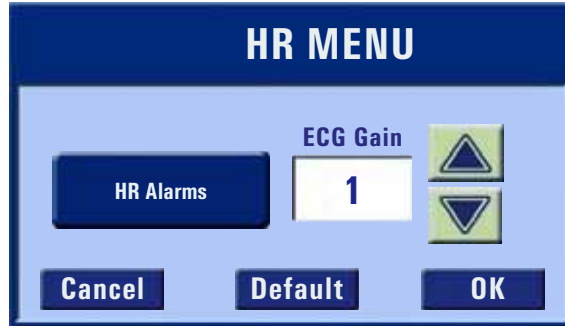 HR MENU
ECG Gain
HR Alarms
1
Cancel Default OK